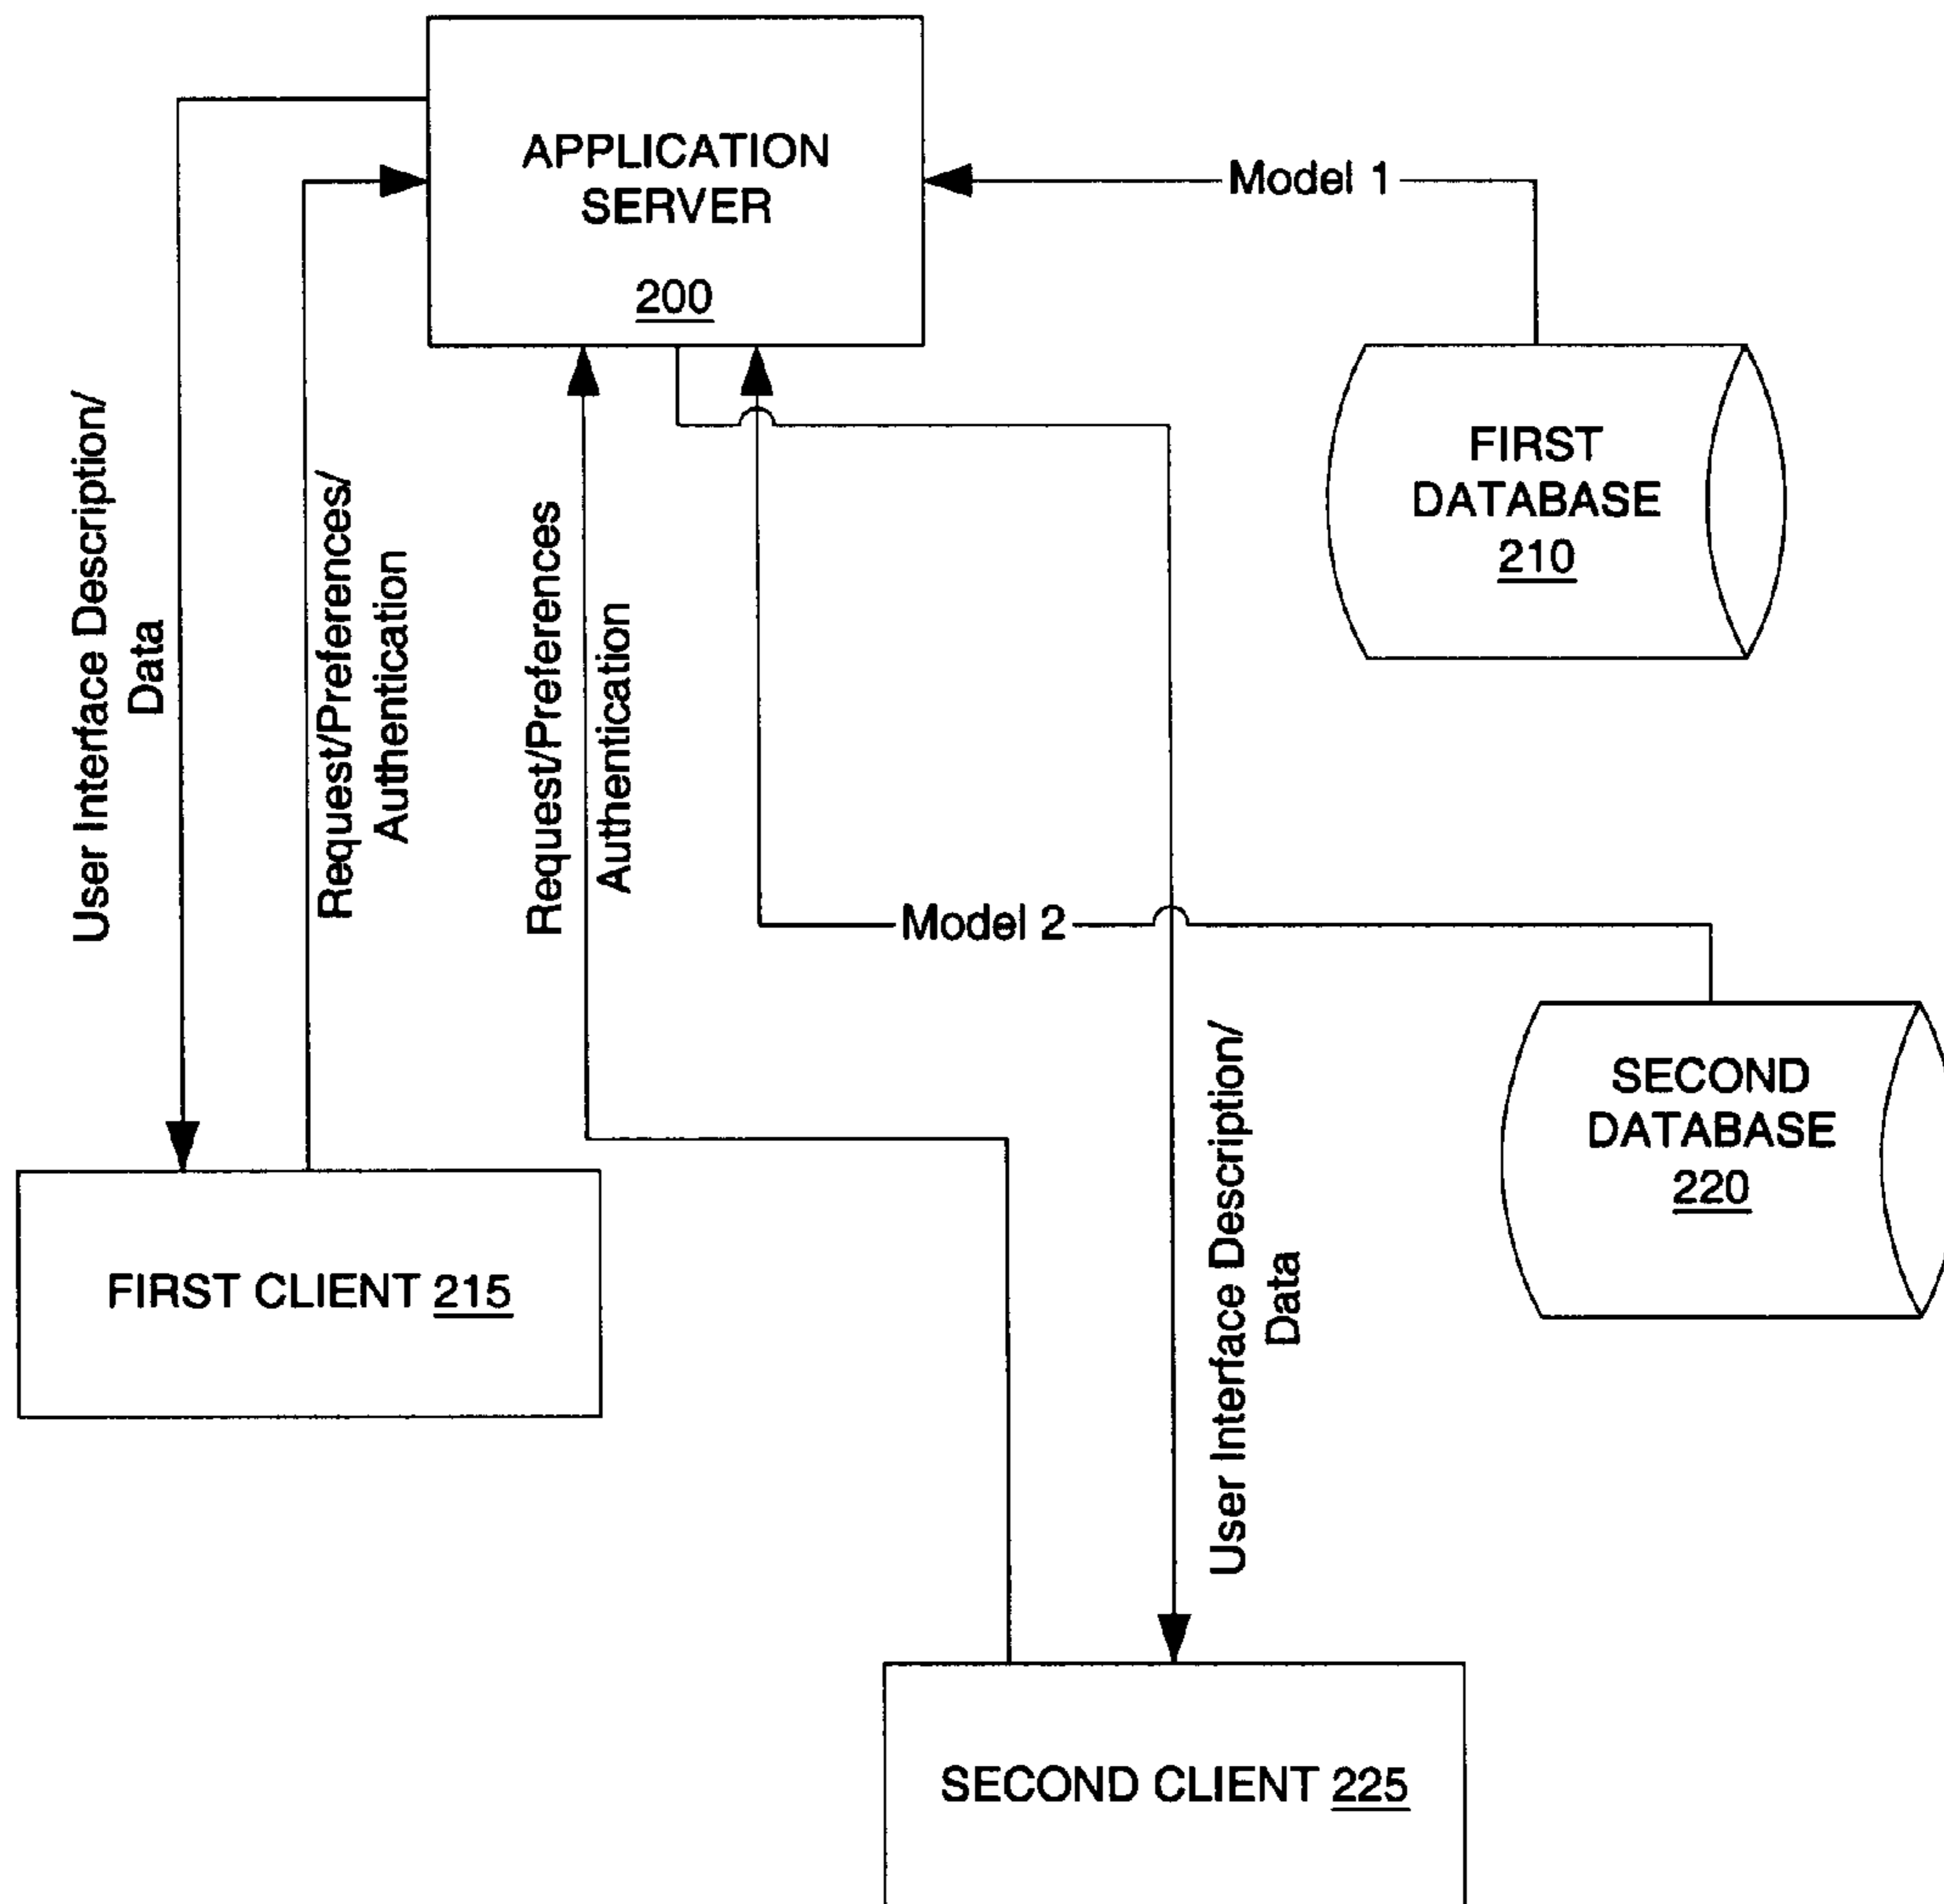 APPLICATION
SERVER
200
Model 1
FIRST
DATABASE
210
User Interface Description/
Data
Request/Preferences/
Authentication
Request/Preferences
Authentication
Model 2
SECOND
DATABASE
220
User Interface Description/
Data
FIRST CLIENT 215
SECOND CLIENT 225